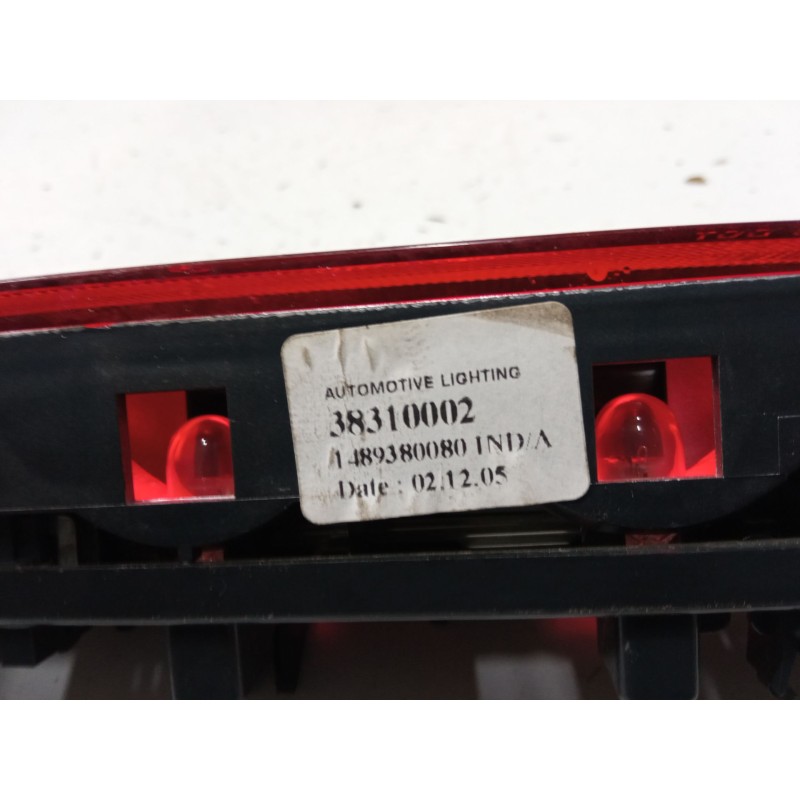 AUTOMOTIVE LIGHTING
38310002
1489380080 IND/A
Date : 02.12.05